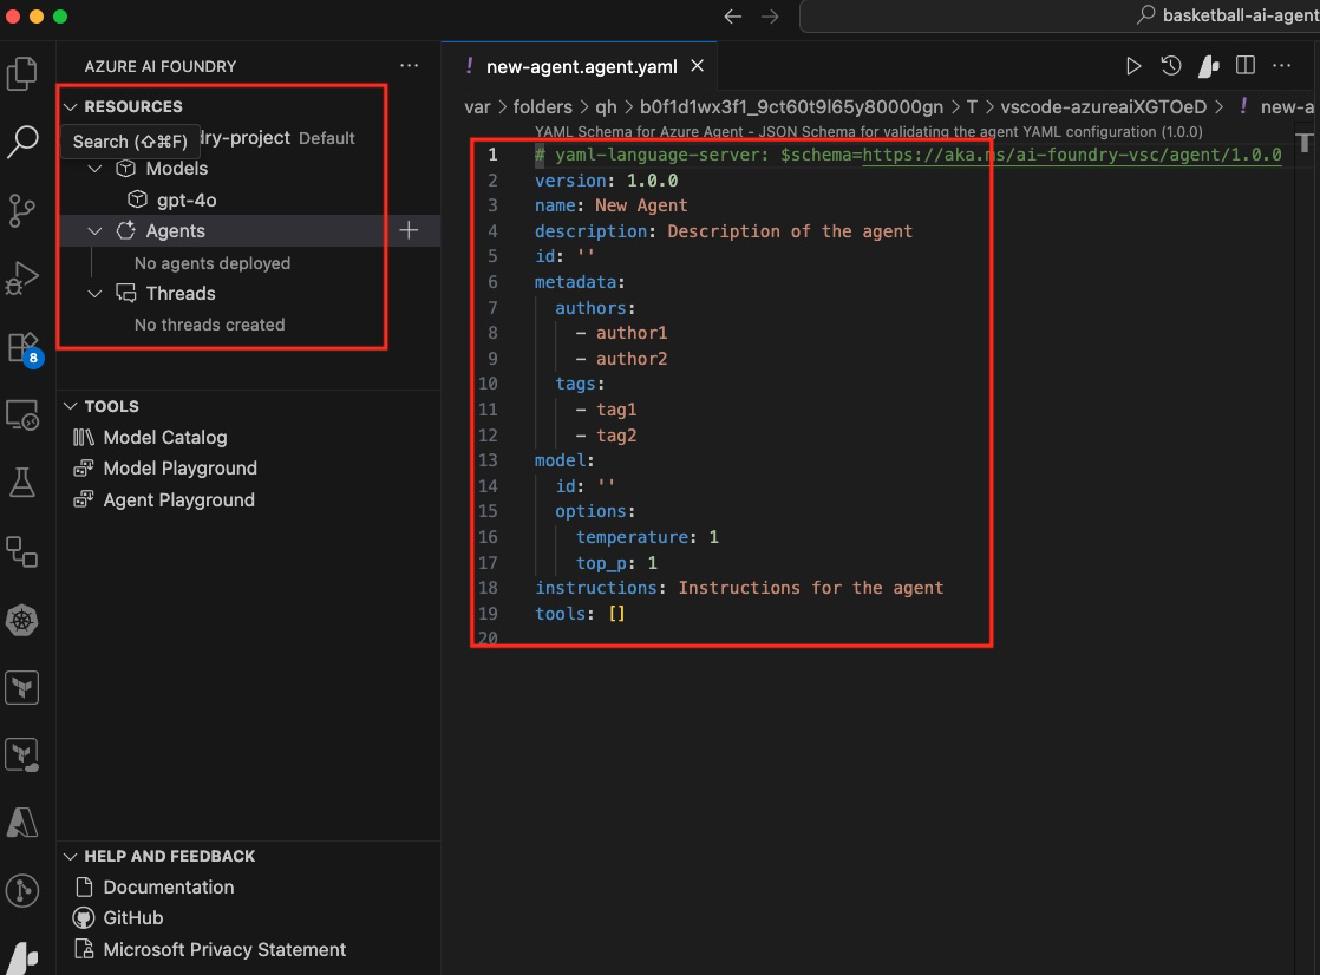 basketball-ai-agent
AZURE AI FOUNDRY
RESOURCES
Search (⇧⌘F)
dry-project Default
Models
gpt-4o
Agents
No agents deployed
Threads
No threads created
TOOLS
Model Catalog
Model Playground
Agent Playground
HELP AND FEEDBACK
Documentation
GitHub
Microsoft Privacy Statement
8
! new-agent.agent.yaml
var > folders > qh > b0f1d1wx3f1_9ct60t9l65y80000gn > T > vscode-azureaiXGTOeD > ! new-a
YAML Schema for Azure Agent - JSON Schema for validating the agent YAML configuration (1.0.0)
1 # yaml-language-server: $schema=https://aka.ms/ai-foundry-vsc/agent/1.0.0
2 version: 1.0.0
3 name: New Agent
4 description: Description of the agent
5 id: ''
6 metadata:
7   authors:
8     - author1
9     - author2
10   tags:
11     - tag1
12     - tag2
13 model:
14   id: ''
15   options:
16     temperature: 1
17     top_p: 1
18 instructions: Instructions for the agent
19 tools: []
20